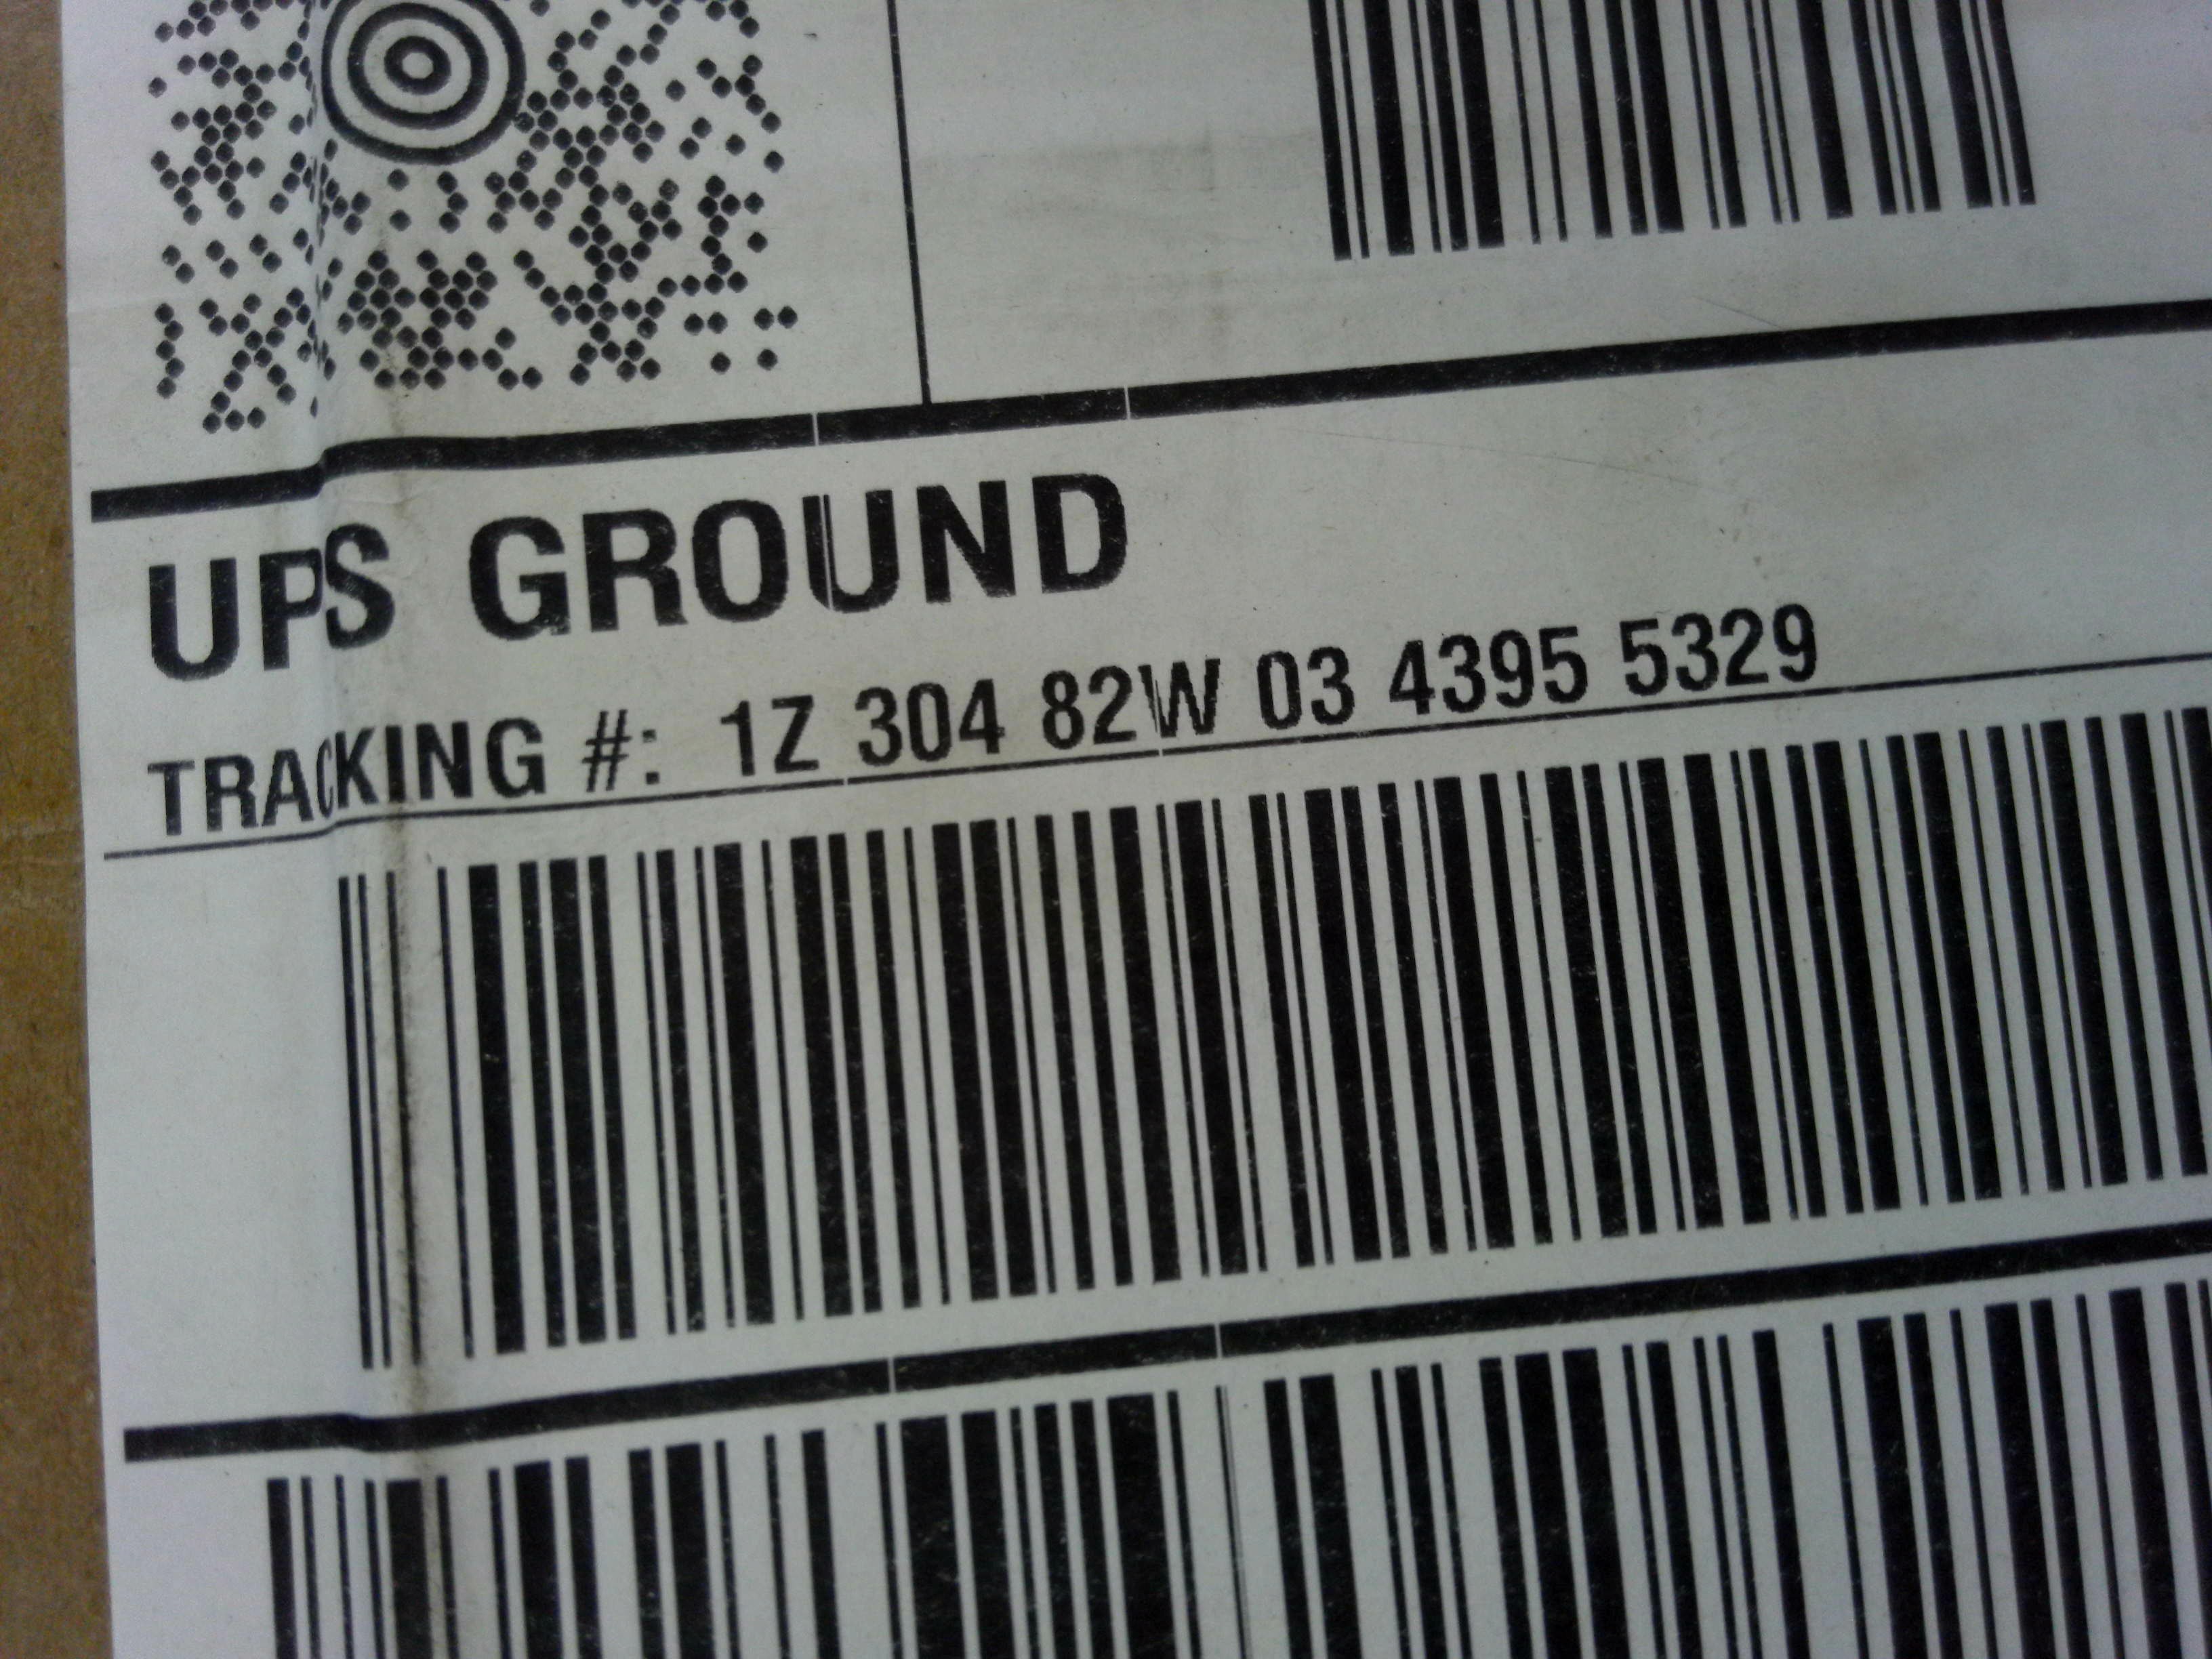 UPS GROUND
TRACKING #: 1Z 304 82W 03 4395 5329